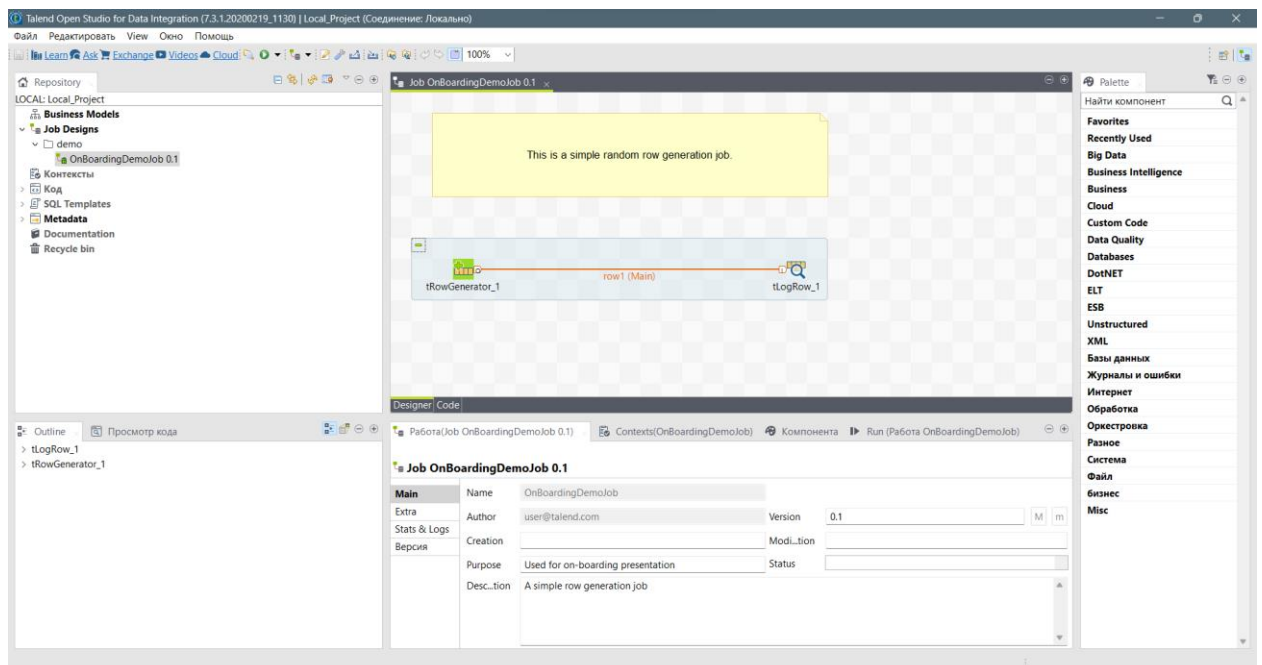 Talend Open Studio for Data Integration (7.3.1.20200219_1130) | Local_Project (Соединение: Локально)
Файл Редактировать View Окно Помощь
Learn Ask Exchange Videos Cloud 100%
Repository
LOCAL: Local_Project
Business Models
Job Designs
demo
OnBoardingDemoJob 0.1
Контексты
Код
SQL Templates
Metadata
Documentation
Recycle bin
Job OnBoardingDemoJob 0.1
This is a simple random row generation job.
row1 (Main)
tRowGenerator_1 tLogRow_1
Designer Code
Palette
Найти компонент
Favorites
Recently Used
Big Data
Business Intelligence
Business
Cloud
Custom Code
Data Quality
Databases
DotNET
ELT
ESB
Unstructured
XML
Базы данных
Журналы и ошибки
Интернет
Обработка
Оркестровка
Разное
Система
Файл
бизнес
Misc
Outline Просмотр кода
tLogRow_1
tRowGenerator_1
Работа(Job OnBoardingDemoJob 0.1) Contexts(OnBoardingDemoJob) Компонента Run (Работа OnBoardingDemoJob)
Job OnBoardingDemoJob 0.1
Main
Extra
Stats & Logs
Версия
Name OnBoardingDemoJob
Author user@talend.com Version 0.1 M m
Creation Modi...tion
Purpose Used for on-boarding presentation Status
Desc...tion A simple row generation job